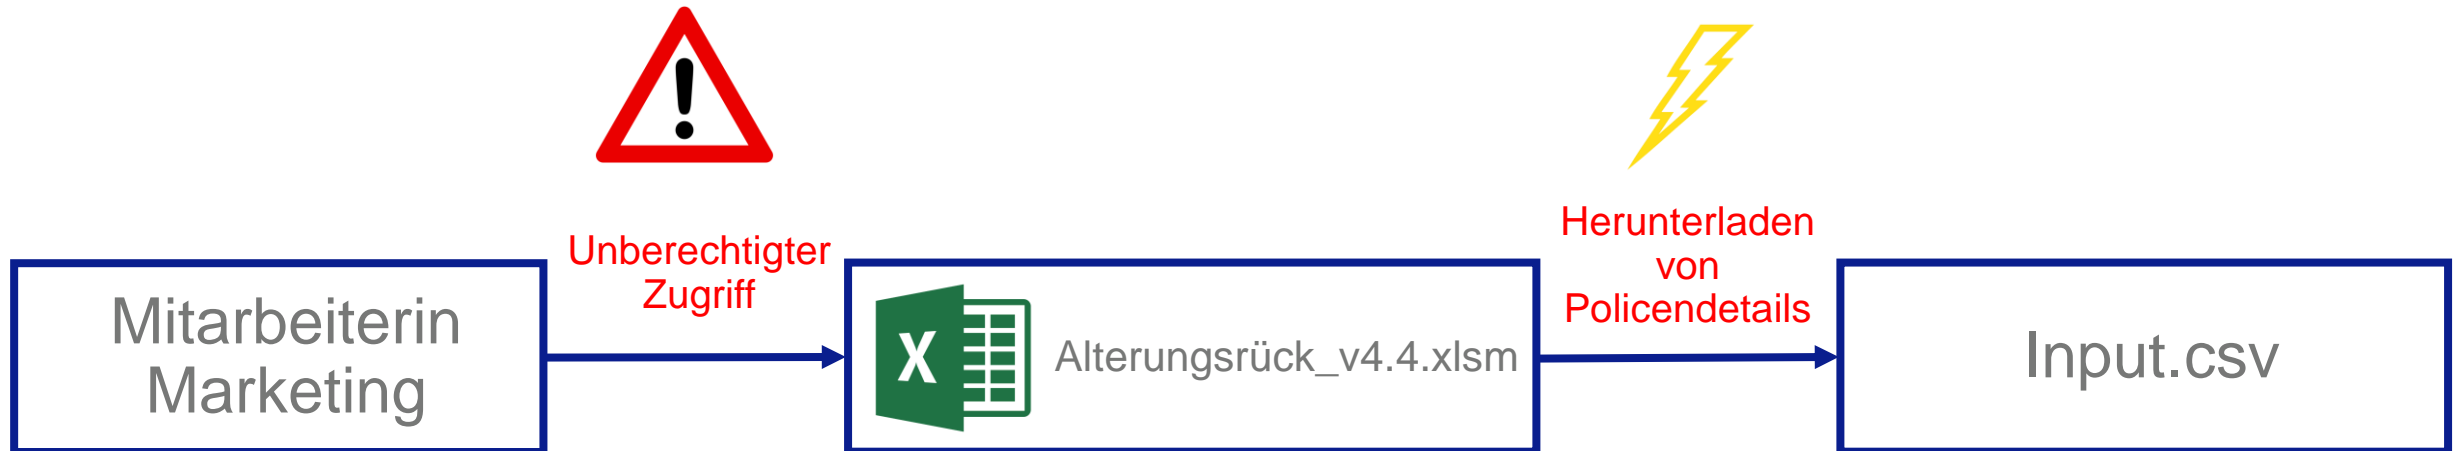 Mitarbeiterin
Marketing
Unberechtigter
Zugriff
X
Alterungsrück_v4.4.xlsm
Herunterladen
von
Policendetails
Input.csv